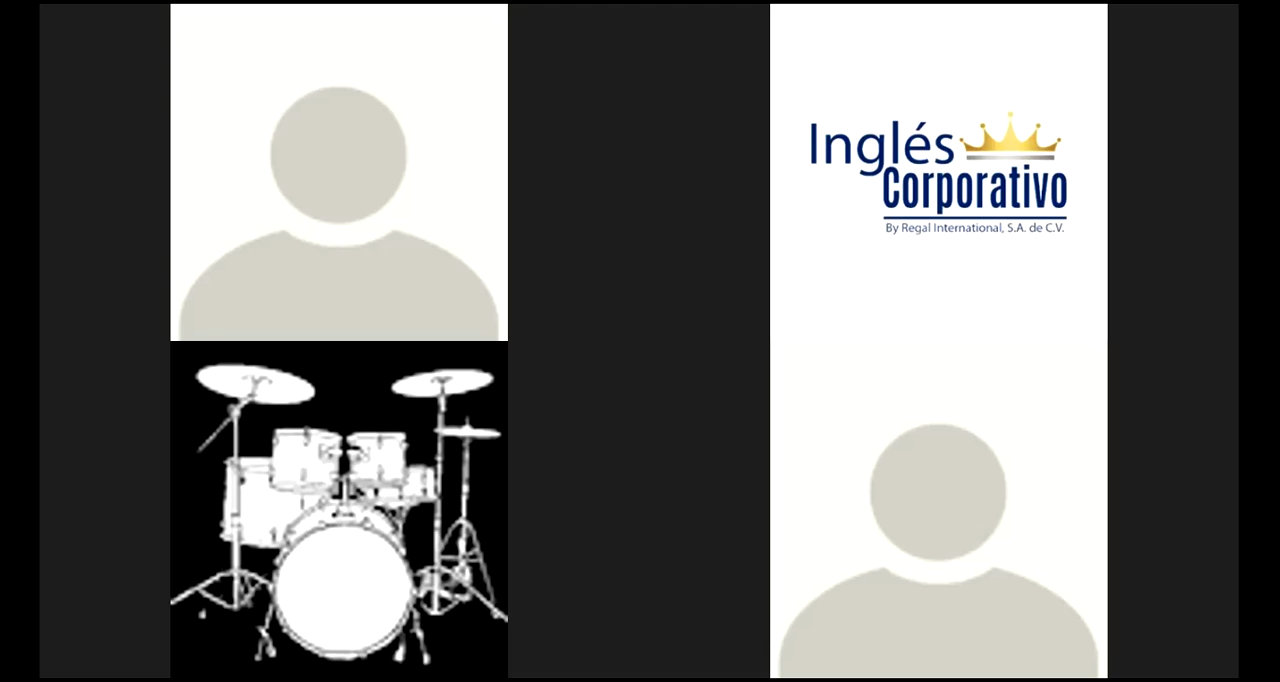 Inglés
Corporativo
By Regal International, S.A. de C.V.